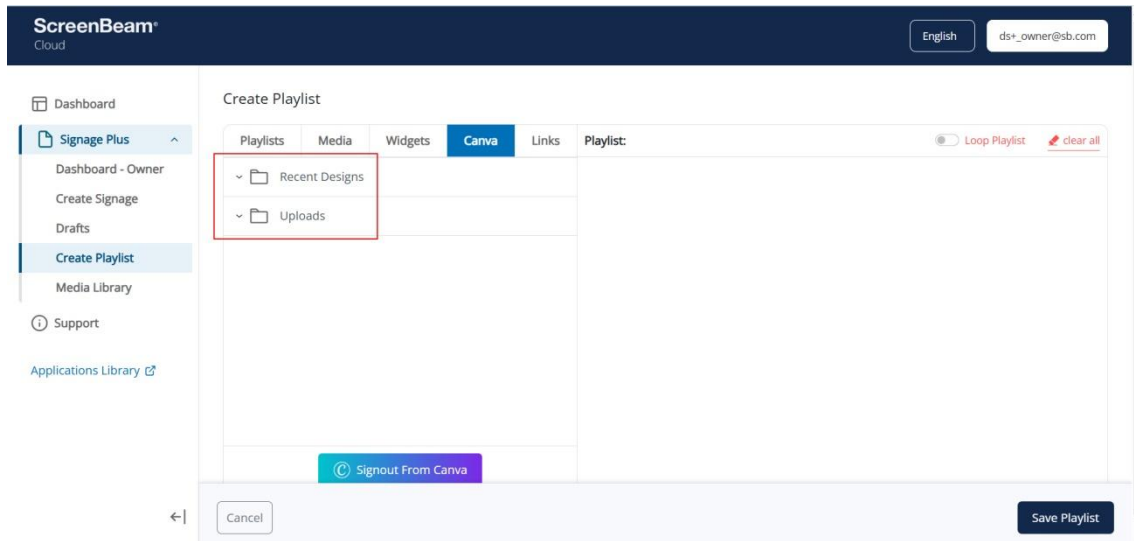 ScreenBeam®
Cloud
English
ds+_owner@sb.com
Dashboard
Signage Plus
Dashboard - Owner
Create Signage
Drafts
Create Playlist
Media Library
Support
Applications Library
Create Playlist
Playlists Media Widgets Canva Links Playlist: Loop Playlist clear all
Recent Designs
Uploads
Signout From Canva
Cancel
Save Playlist